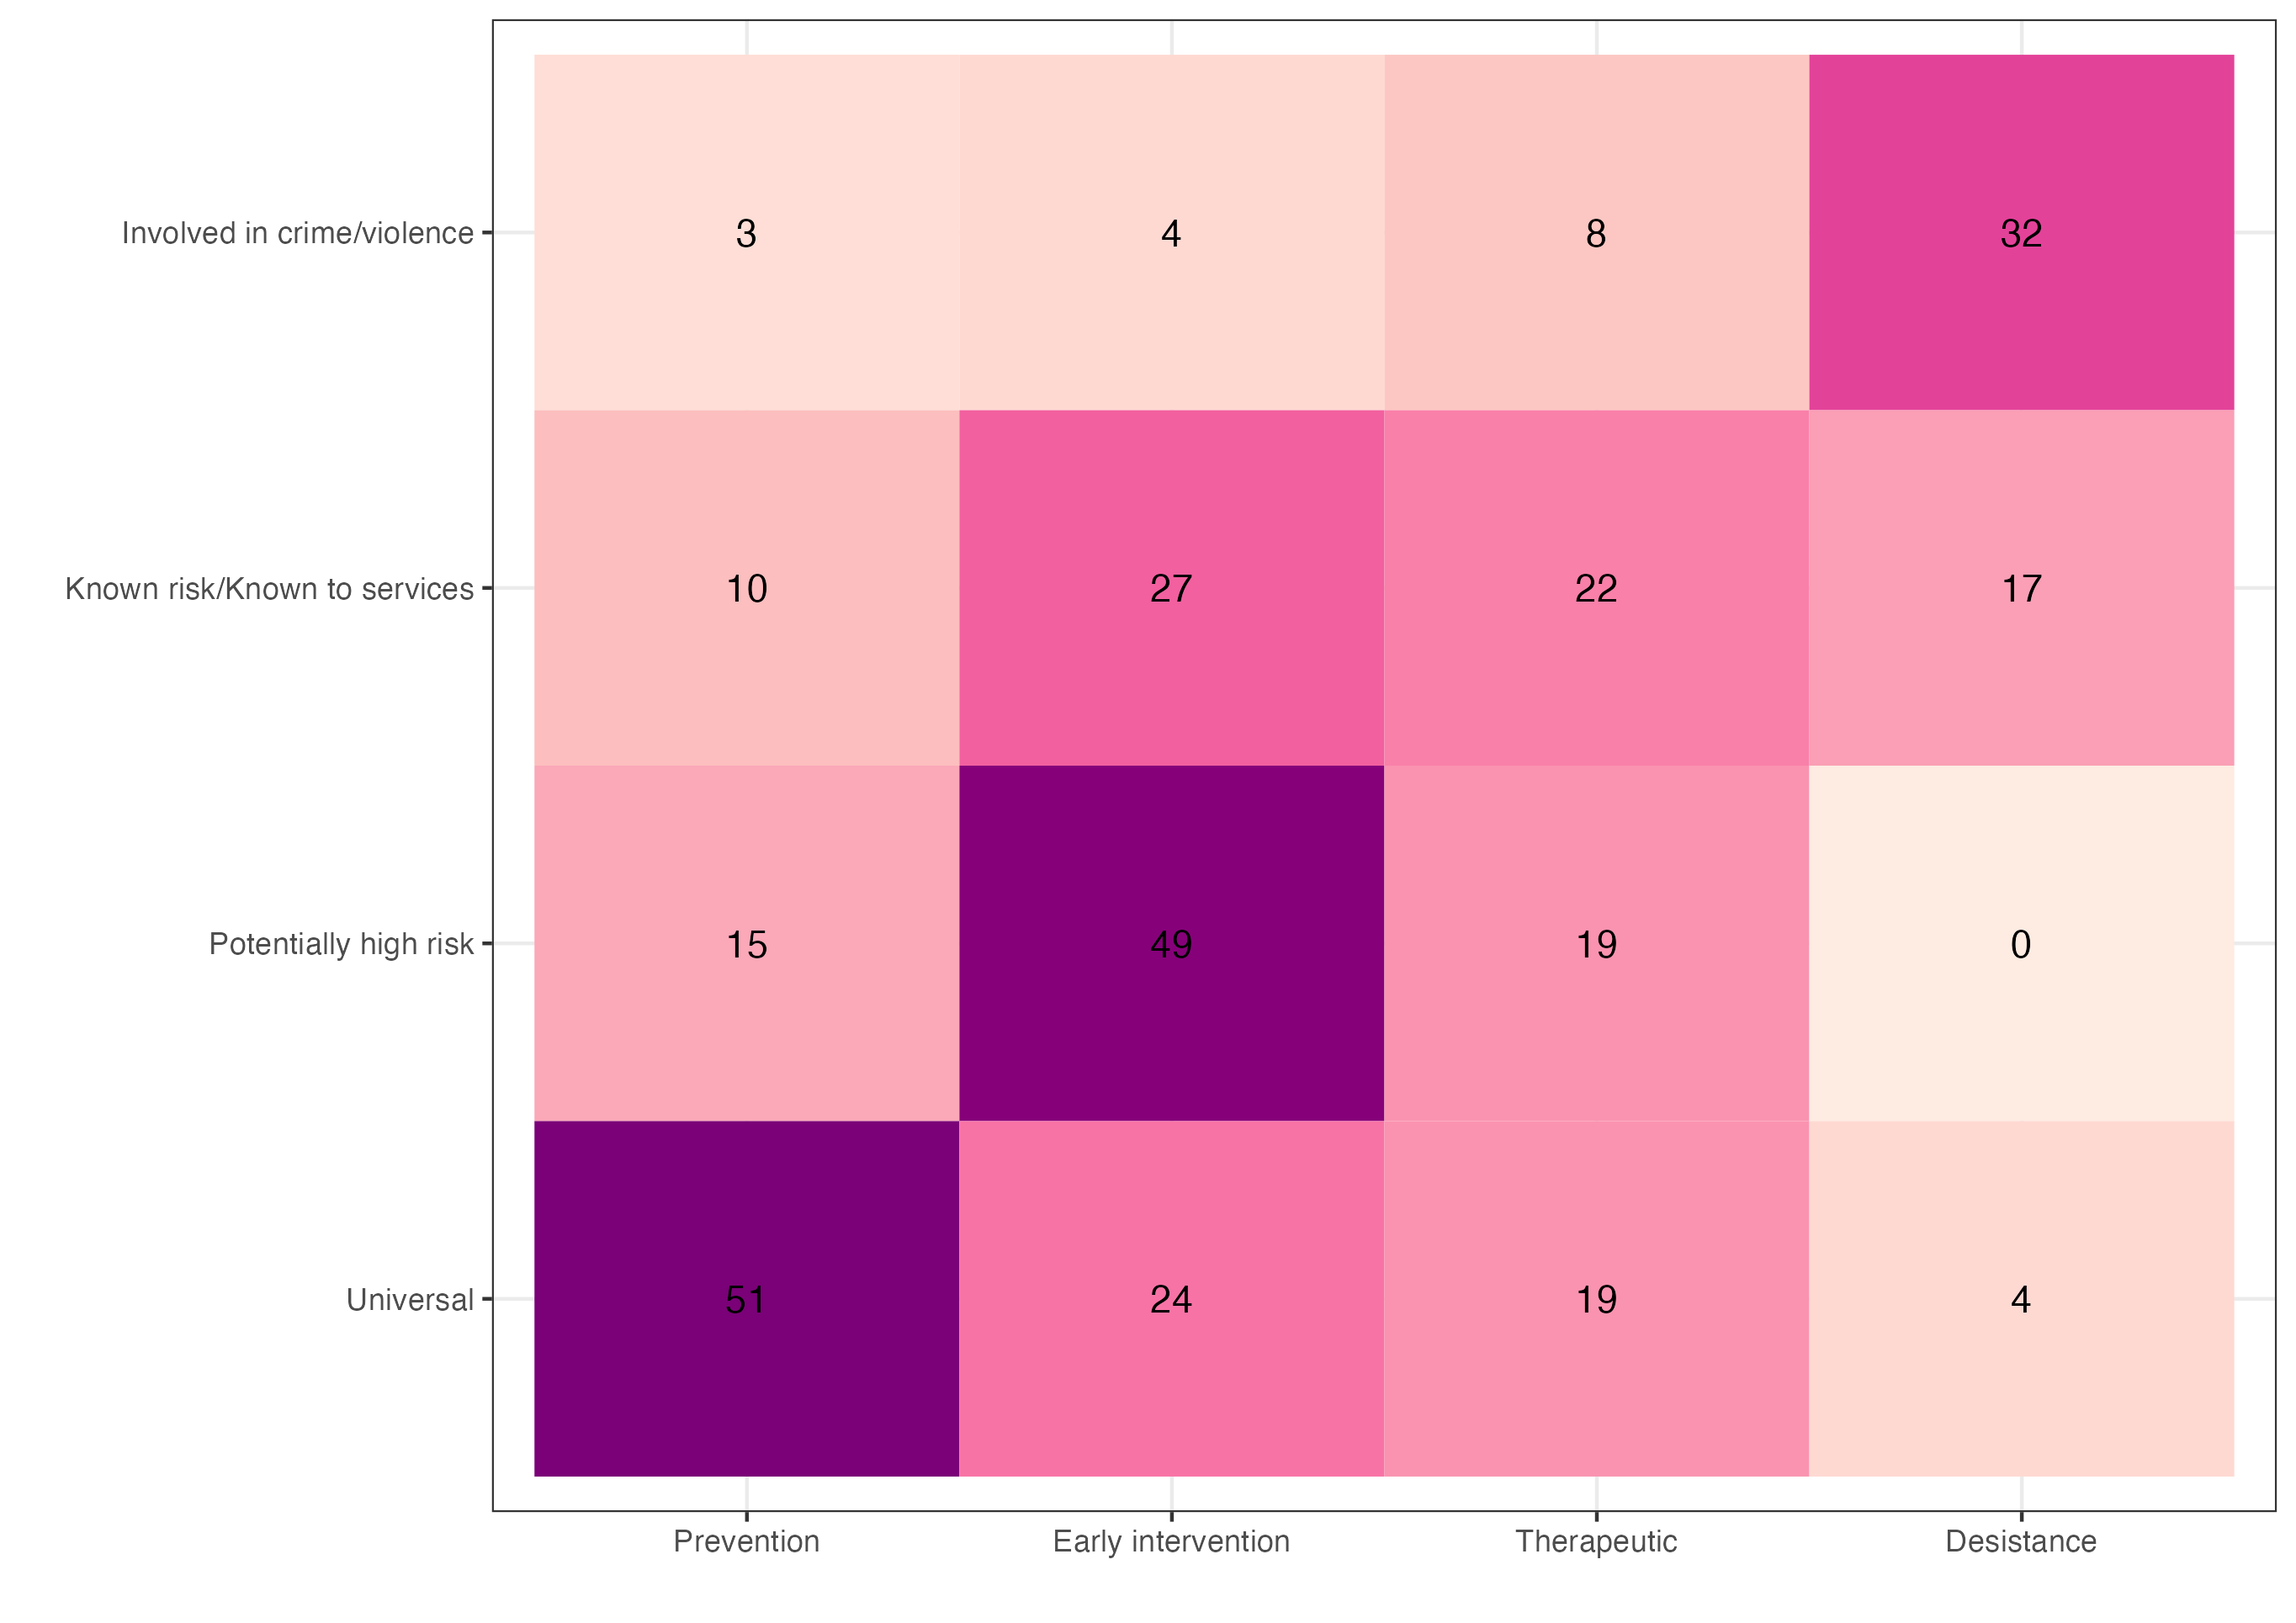 Involved in crime/violence 3 4 8 32
Known risk/Known to services 10 27 22 17
Potentially high risk 15 49 19 0
Universal 51 24 19 4
Prevention Early intervention Therapeutic Desistance